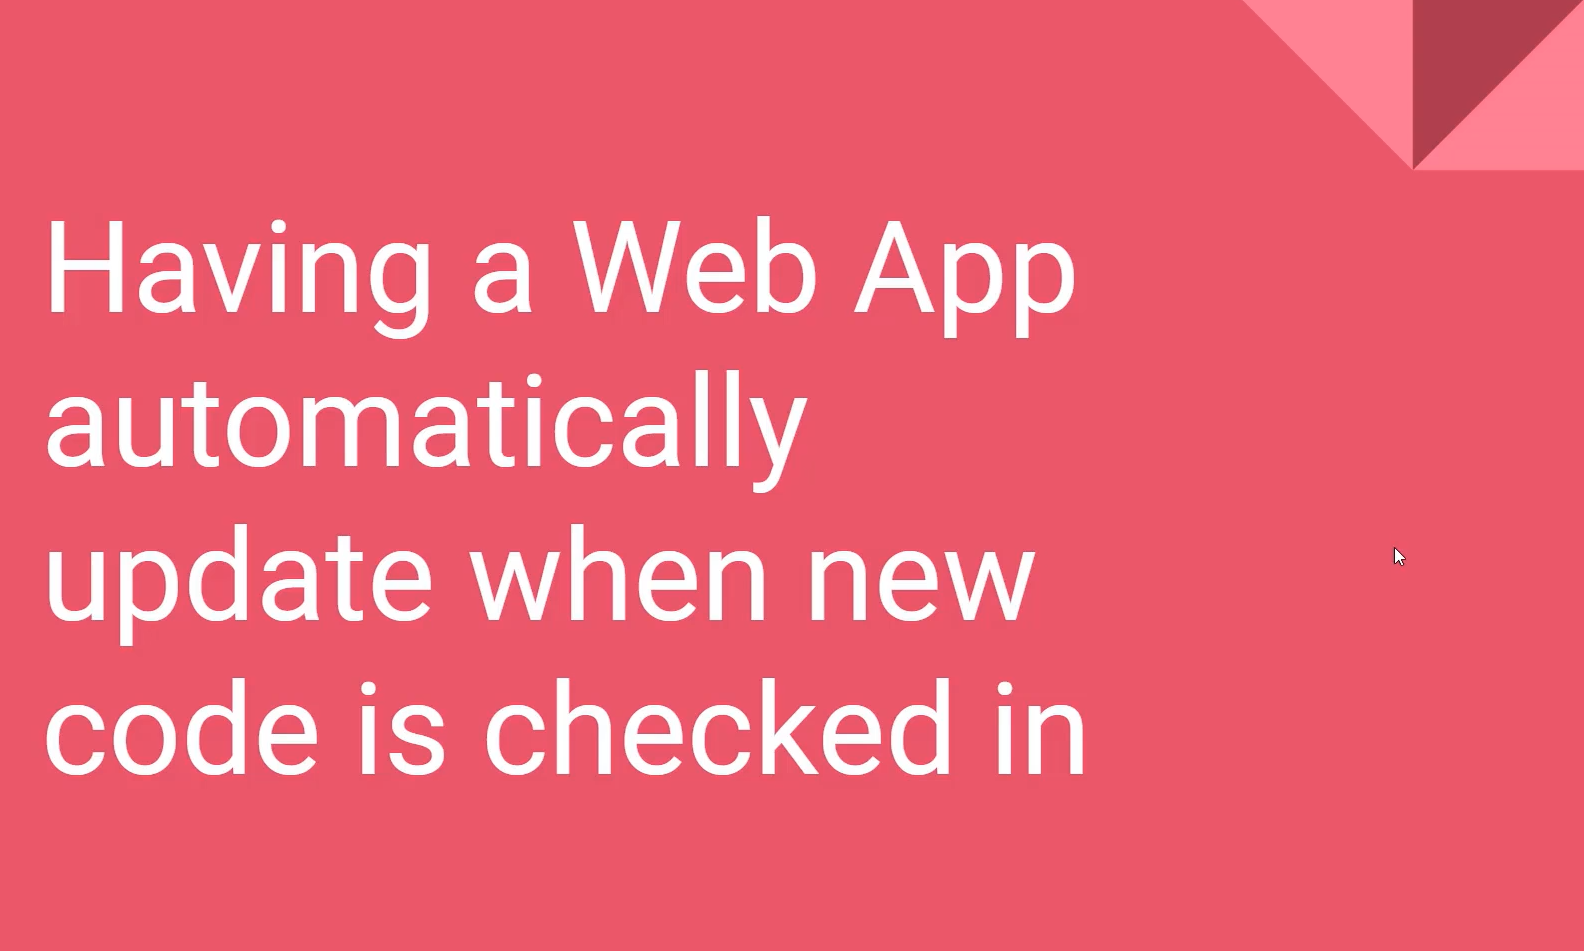 Having a Web App
automatically
update when new
code is checked in